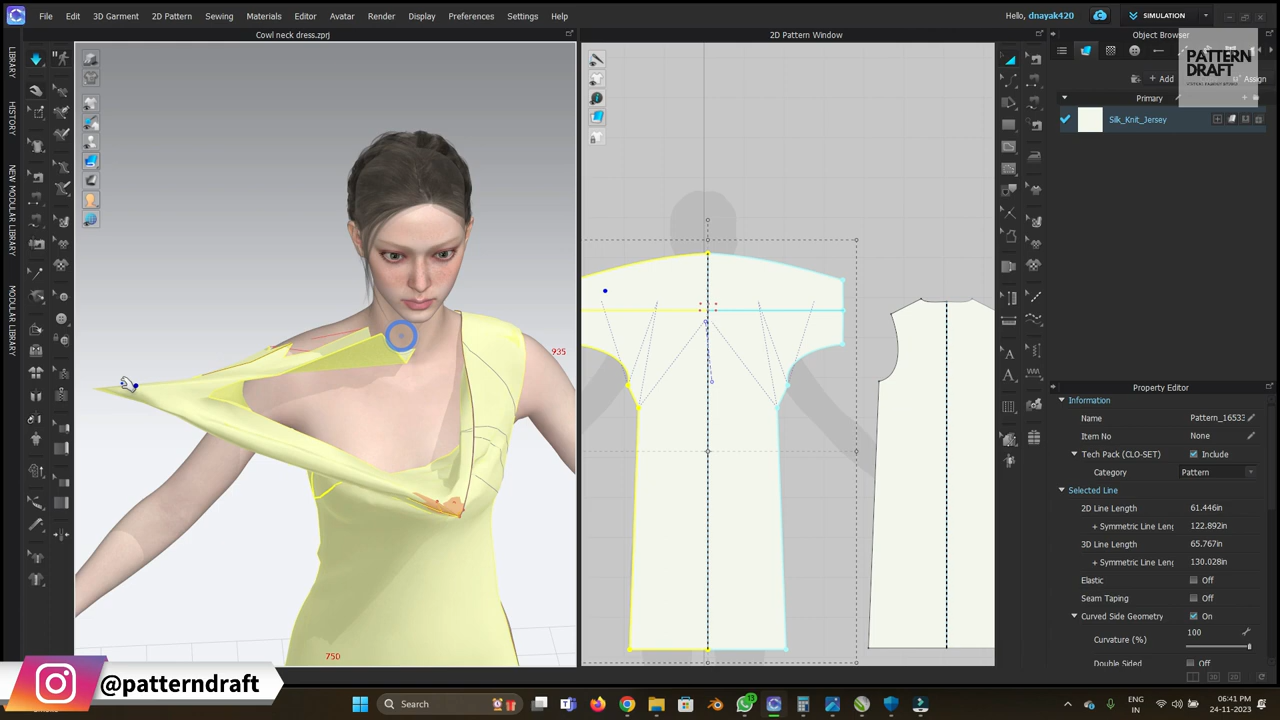 File Edit 3D Garment 2D Pattern Sewing Materials Editor Avatar Render Display Preferences Settings Help
Hello, dnayak420
SIMULATION
Cowl neck dress.zprj
2D Pattern Window
Object Browser
PATTERN
DRAFT
+ Add
Assign
Primary
Silk_Knit_Jersey
LIBRARY
HISTORY
NEW MODULAR LIBRARY
MODULAR LIBRARY
935
750
Property Editor
Information
Name Pattern_16533
Item No None
Tech Pack (CLO-SET) Include
Category Pattern
Selected Line
2D Line Length 61.446in
+ Symmetric Line Leng 122.892in
3D Line Length 65.767in
+ Symmetric Line Leng 130.028in
Elastic Off
Seam Taping Off
Curved Side Geometry On
Curvature (%) 100
Double Sided Off
@patterndraft
Search
13
ENG
IN
06:41 PM
24-11-2023